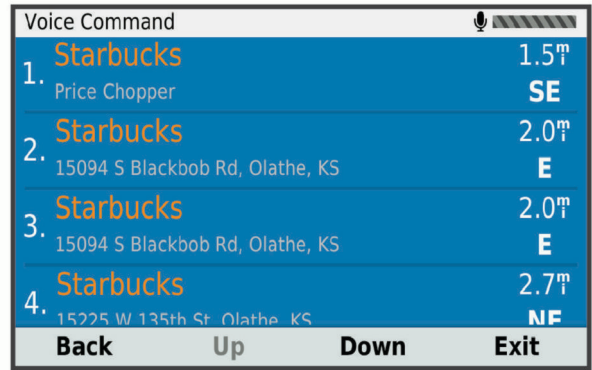 Voice Command
1. Starbucks 1.5 mi
Price Chopper SE
2. Starbucks 2.0 mi
15094 S Blackbob Rd, Olathe, KS E
3. Starbucks 2.0 mi
15094 S Blackbob Rd, Olathe, KS E
4. Starbucks 2.7 mi
15225 W 135th St, Olathe, KS NE
Back Up Down Exit